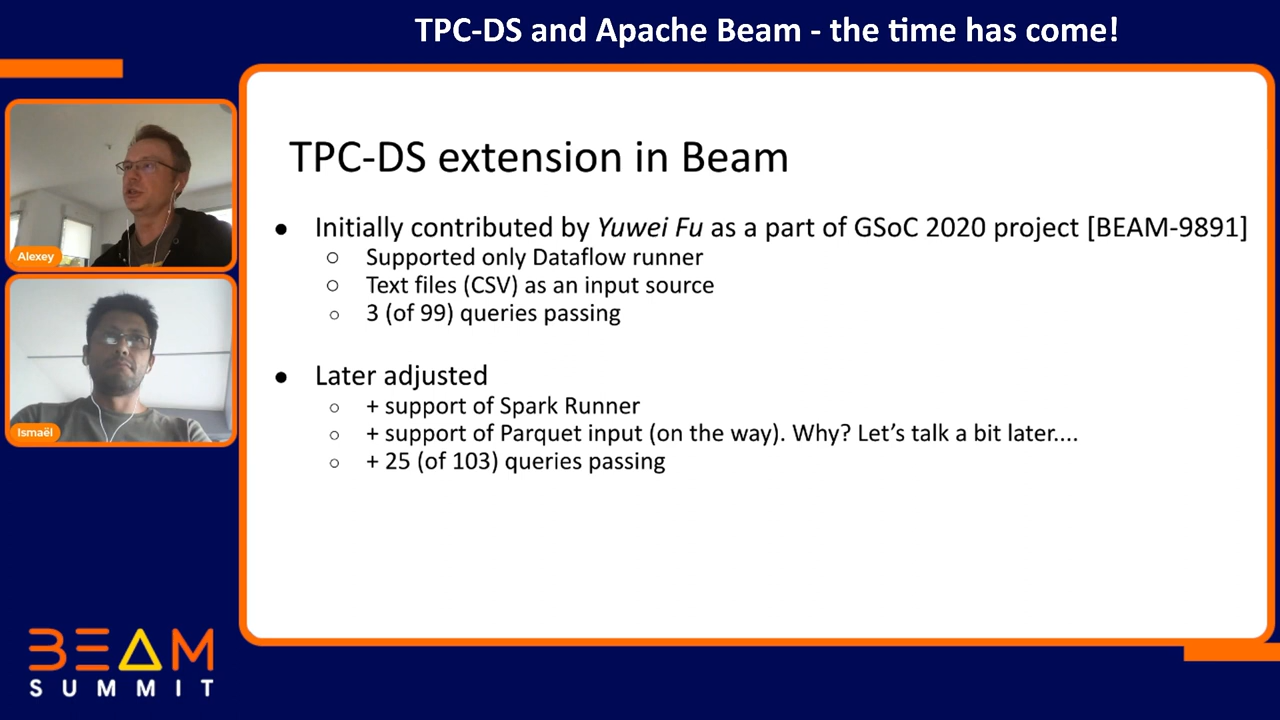 TPC-DS and Apache Beam - the time has come!
Alexey
Ismaël
BEAM
SUMMIT
TPC-DS extension in Beam
● Initially contributed by Yuwei Fu as a part of GSoC 2020 project [BEAM-9891]
○ Supported only Dataflow runner
○ Text files (CSV) as an input source
○ 3 (of 99) queries passing
● Later adjusted
○ + support of Spark Runner
○ + support of Parquet input (on the way). Why? Let’s talk a bit later....
○ + 25 (of 103) queries passing